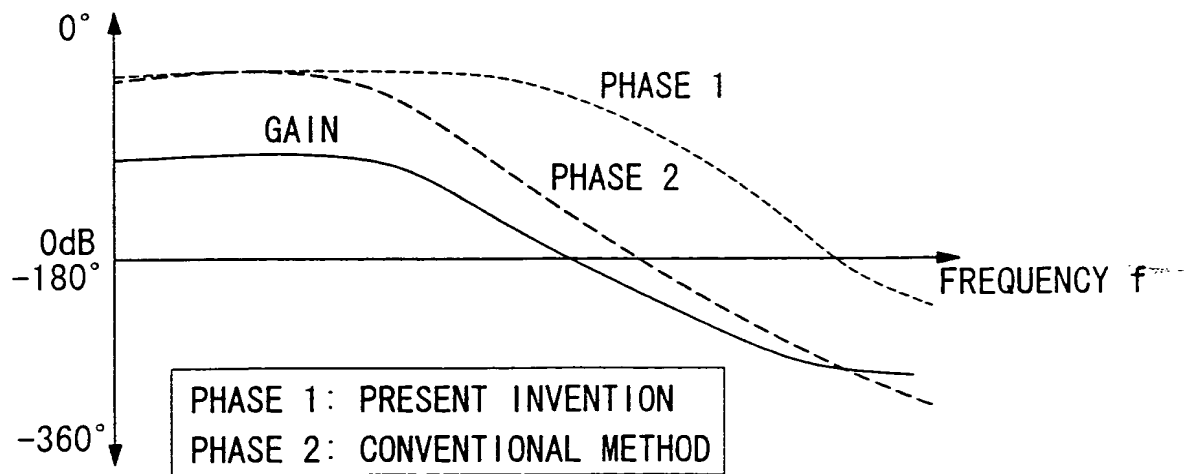 0°
PHASE 1
GAIN
PHASE 2
0dB
-180°
FREQUENCY f
PHASE 1: PRESENT INVENTION
PHASE 2: CONVENTIONAL METHOD
-360°